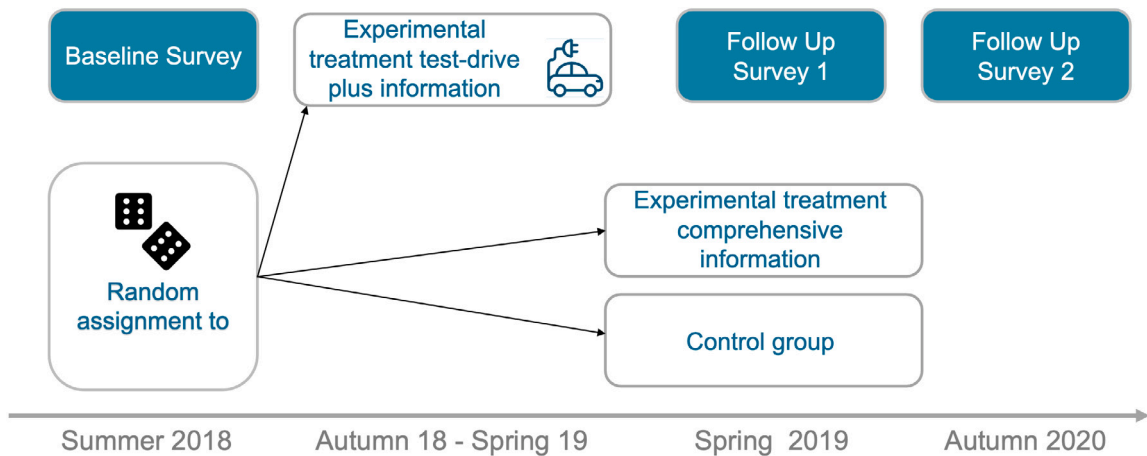 Baseline Survey
Experimental
treatment test-drive
plus information
Follow Up
Survey 1
Follow Up
Survey 2
Random
assignment to
Experimental treatment
comprehensive
information
Control group
Summer 2018
Autumn 18 - Spring 19
Spring 2019
Autumn 2020